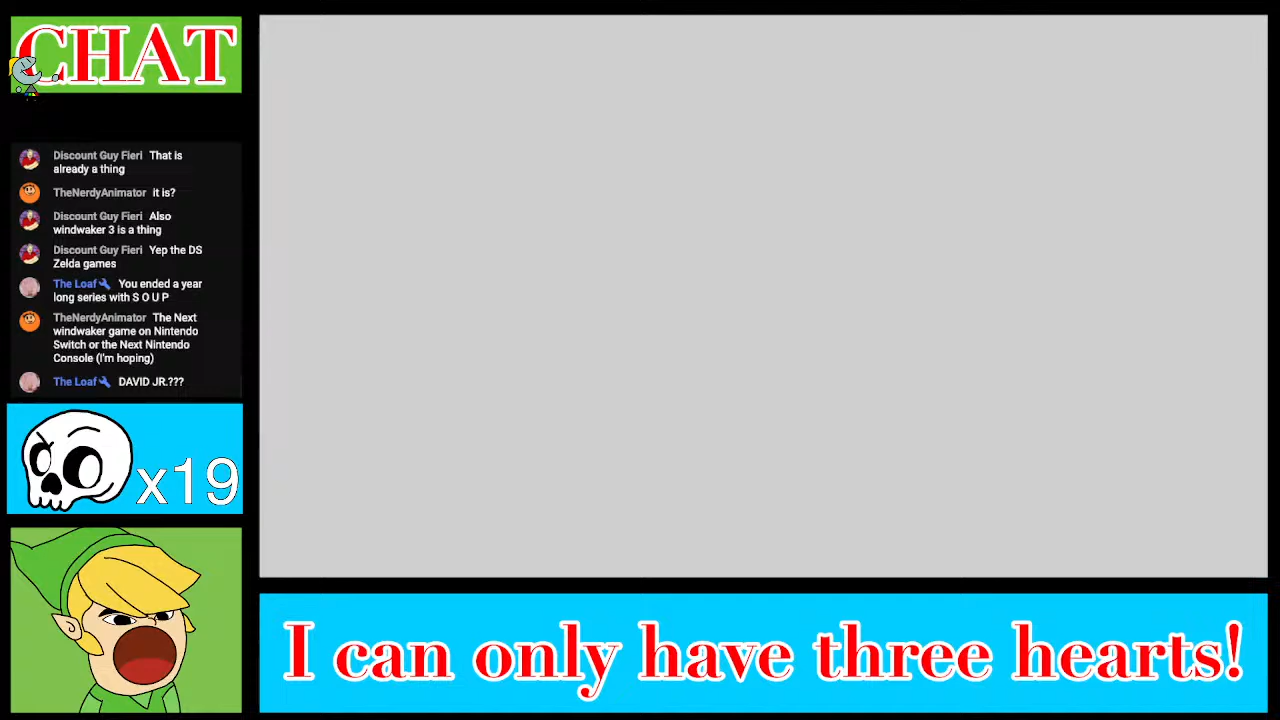 CHAT
Discount Guy Fieri That is
already a thing
TheNerdyAnimator it is?
Discount Guy Fieri Also
windwaker 3 is a thing
Discount Guy Fieri Yep the DS
Zelda games
The Loaf You ended a year
long series with S O U P
TheNerdyAnimator The Next
windwaker game on Nintendo
Switch or the Next Nintendo
Console (I'm hoping)
The Loaf DAVID JR.???
x19
I can only have three hearts!